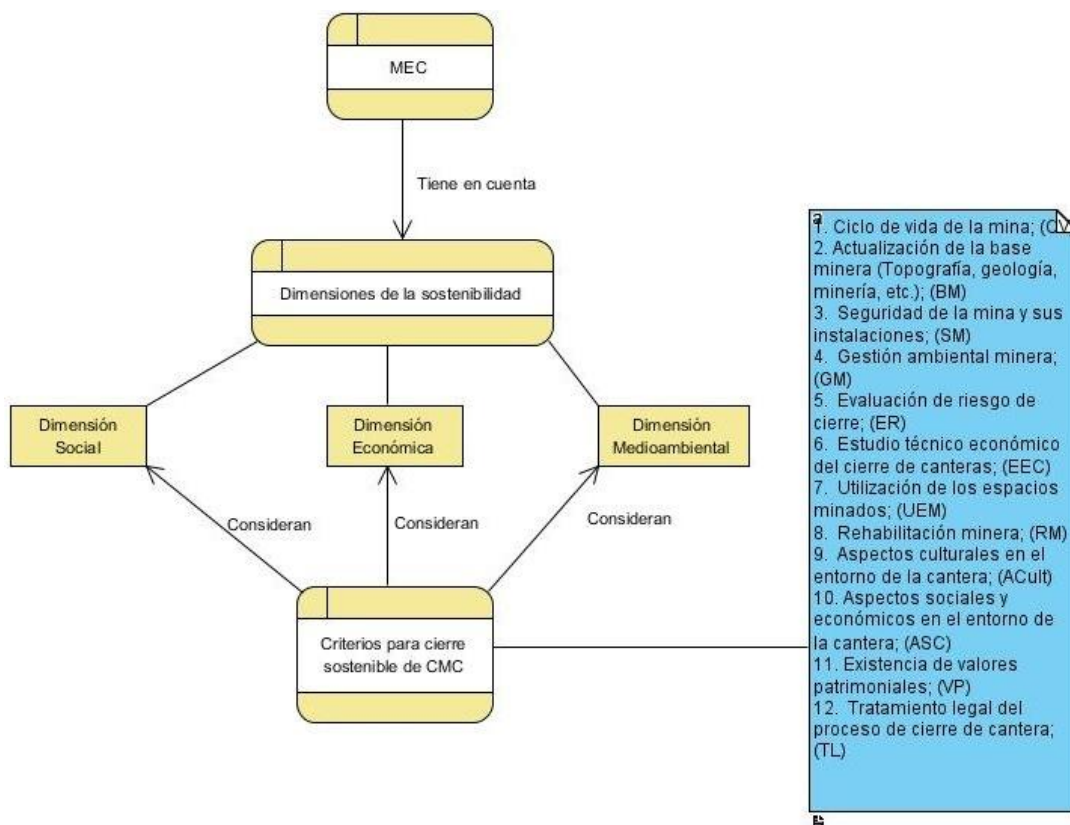 MEC
Tiene en cuenta
Dimensiones de la sostenibilidad
Dimensión
Social
Dimensión
Económica
Dimensión
Medioambiental
Consideran
Consideran
Consideran
Criterios para cierre
sostenible de CMC
1. Ciclo de vida de la mina; (CV
2. Actualización de la base
minera (Topografía, geología,
minería, etc.); (BM)
3. Seguridad de la mina y sus
instalaciones; (SM)
4. Gestión ambiental minera;
(GM)
5. Evaluación de riesgo de
cierre; (ER)
6. Estudio técnico económico
del cierre de canteras; (EEC)
7. Utilización de los espacios
minados; (UEM)
8. Rehabilitación minera; (RM)
9. Aspectos culturales en el
entorno de la cantera; (ACult)
10. Aspectos sociales y
económicos en el entorno de
la cantera; (ASC)
11. Existencia de valores
patrimoniales; (VP)
12. Tratamiento legal del
proceso de cierre de cantera;
(TL)